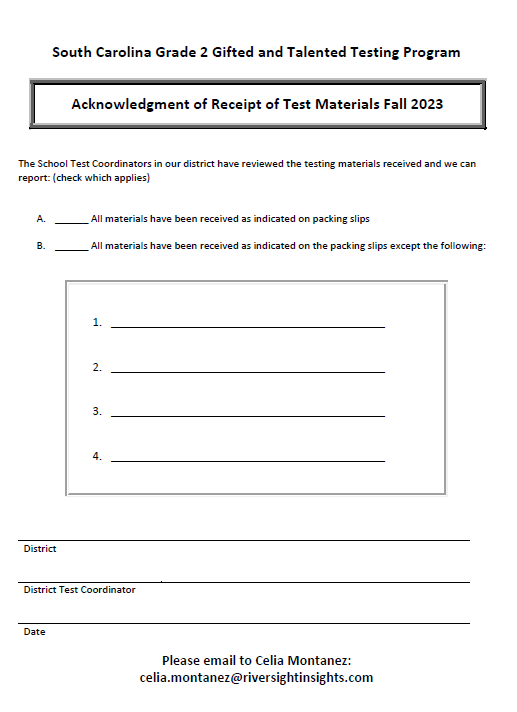 South Carolina Grade 2 Gifted and Talented Testing Program
Acknowledgment of Receipt of Test Materials Fall 2023
The School Test Coordinators in our district have reviewed the testing materials received and we can
report: (check which applies)
A. ______ All materials have been received as indicated on packing slips
B. ______ All materials have been received as indicated on the packing slips except the following:
1.
2.
3.
4.
District
District Test Coordinator
Date
Please email to Celia Montanez:
celia.montanez@riversightinsights.com